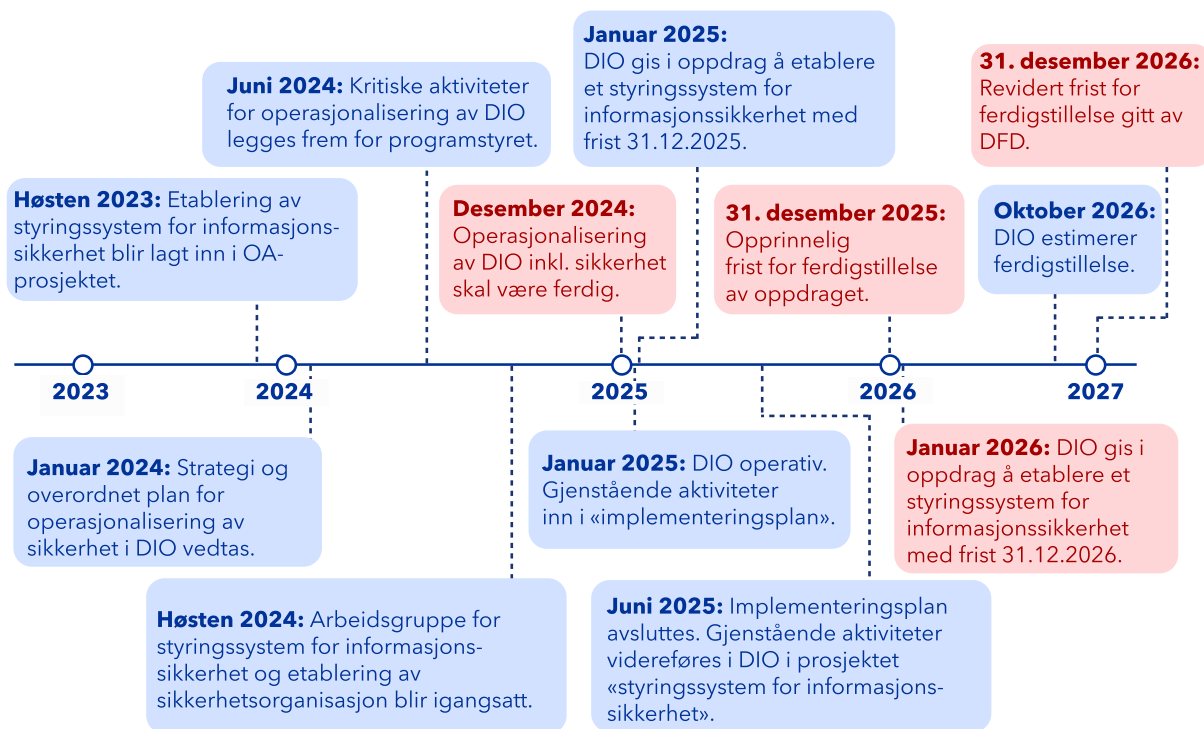 Høsten 2023: Etablering av
styringssystem for informasjons-
sikkerhet blir lagt inn i OA-
prosjektet.
Juni 2024: Kritiske aktiviteter
for operasjonalisering av DIO
legges frem for programstyret.
Desember 2024:
Operasjonalisering
av DIO inkl. sikkerhet
skal være ferdig.
Januar 2025:
DIO gis i oppdrag å etablere
et styringssystem for
informasjonssikkerhet med
frist 31.12.2025.
31. desember 2025:
Opprinnelig
frist for ferdigstillelse
av oppdraget.
Oktober 2026:
DIO estimerer
ferdigstillelse.
31. desember 2026:
Revidert frist for
ferdigstillelse gitt av
DFD.
2023
2024
2025
2026
2027
Januar 2024: Strategi og
overordnet plan for
operasjonalisering av
sikkerhet i DIO vedtas.
Høsten 2024: Arbeidsgruppe for
styringssystem for informasjons-
sikkerhet og etablering av
sikkerhetsorganisasjon blir igangsatt.
Januar 2025: DIO operativ.
Gjenstående aktiviteter
inn i «implementeringsplan».
Juni 2025: Implementeringsplan
avsluttes. Gjenstående aktiviteter
videreføres i DIO i prosjektet
«styringssystem for informasjons-
sikkerhet».
Januar 2026: DIO gis i
oppdrag å etablere et
styringssystem for
informasjonssikkerhet
med frist 31.12.2026.